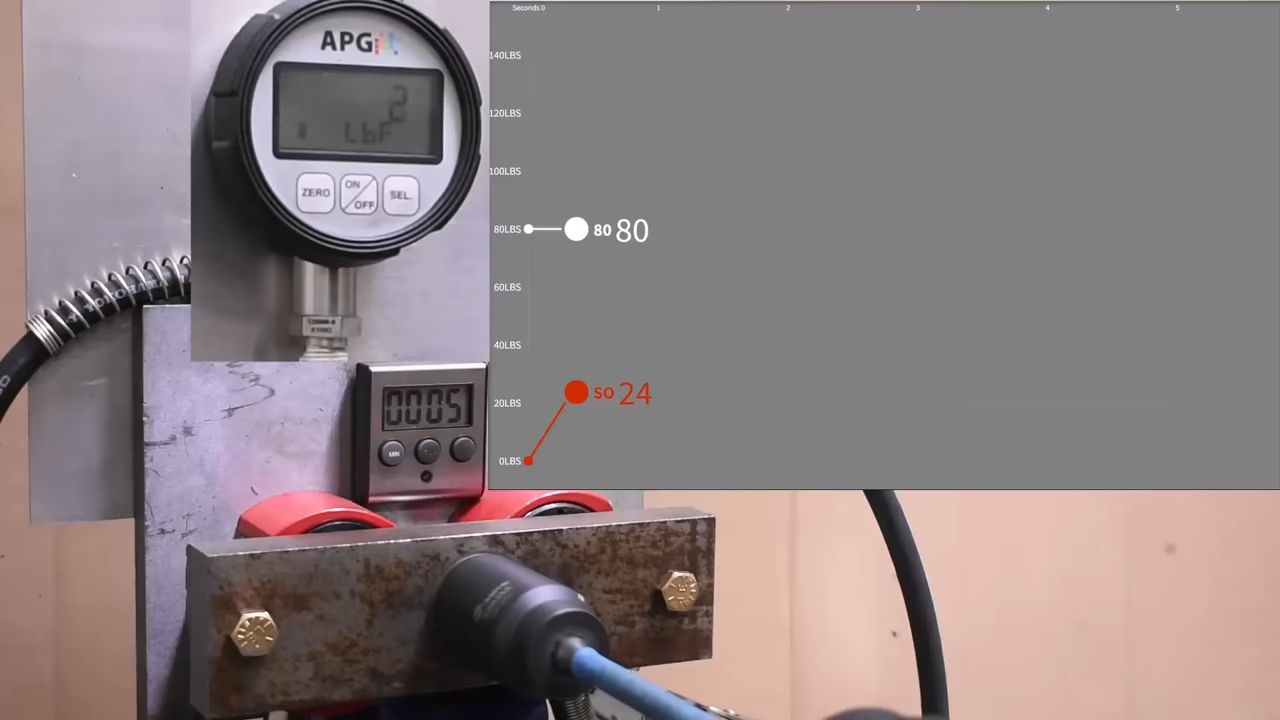 APG
2
LbF
ZERO
ON
OFF
SEL.
YOKOHAMA
0005
MIN
Seconds 0 1 2 3 4 5
140LBS
120LBS
100LBS
80LBS
80 80
60LBS
40LBS
SO 24
20LBS
0LBS